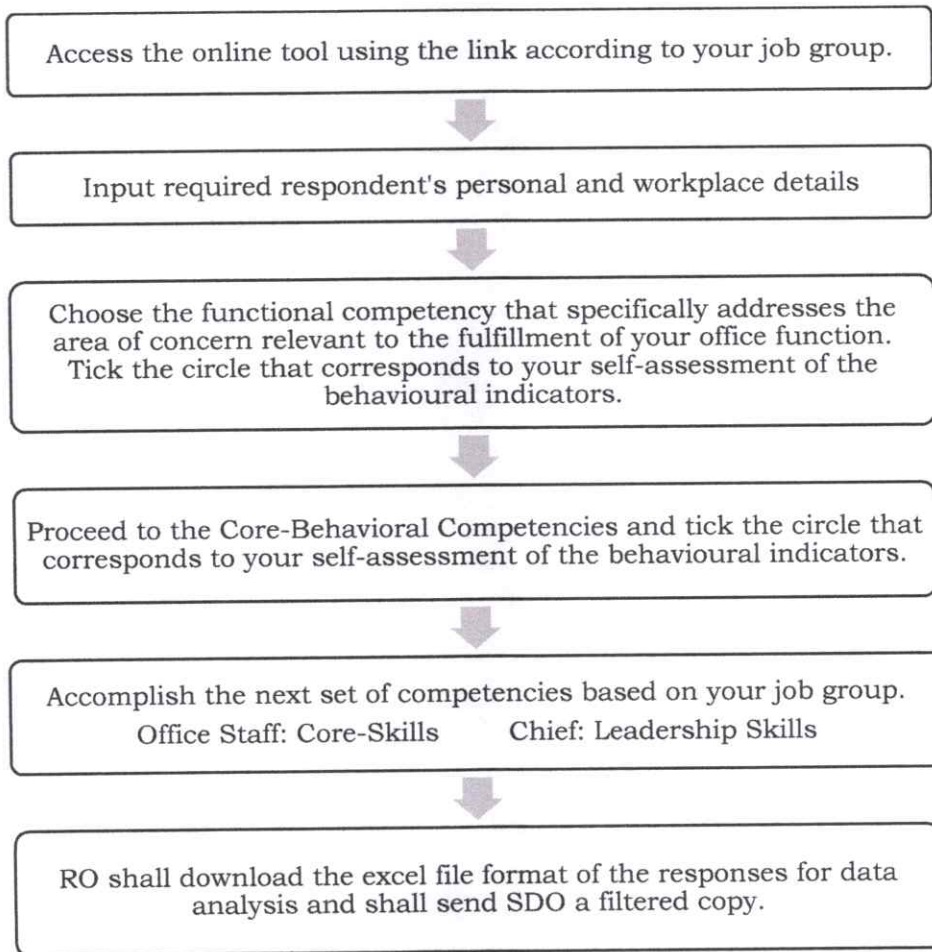 Access the online tool using the link according to your job group.
Input required respondent's personal and workplace details
Choose the functional competency that specifically addresses the
area of concern relevant to the fulfillment of your office function.
Tick the circle that corresponds to your self-assessment of the
behavioural indicators.
Proceed to the Core-Behavioral Competencies and tick the circle that
corresponds to your self-assessment of the behavioural indicators.
Accomplish the next set of competencies based on your job group.
Office Staff: Core-Skills Chief: Leadership Skills
RO shall download the excel file format of the responses for data
analysis and shall send SDO a filtered copy.